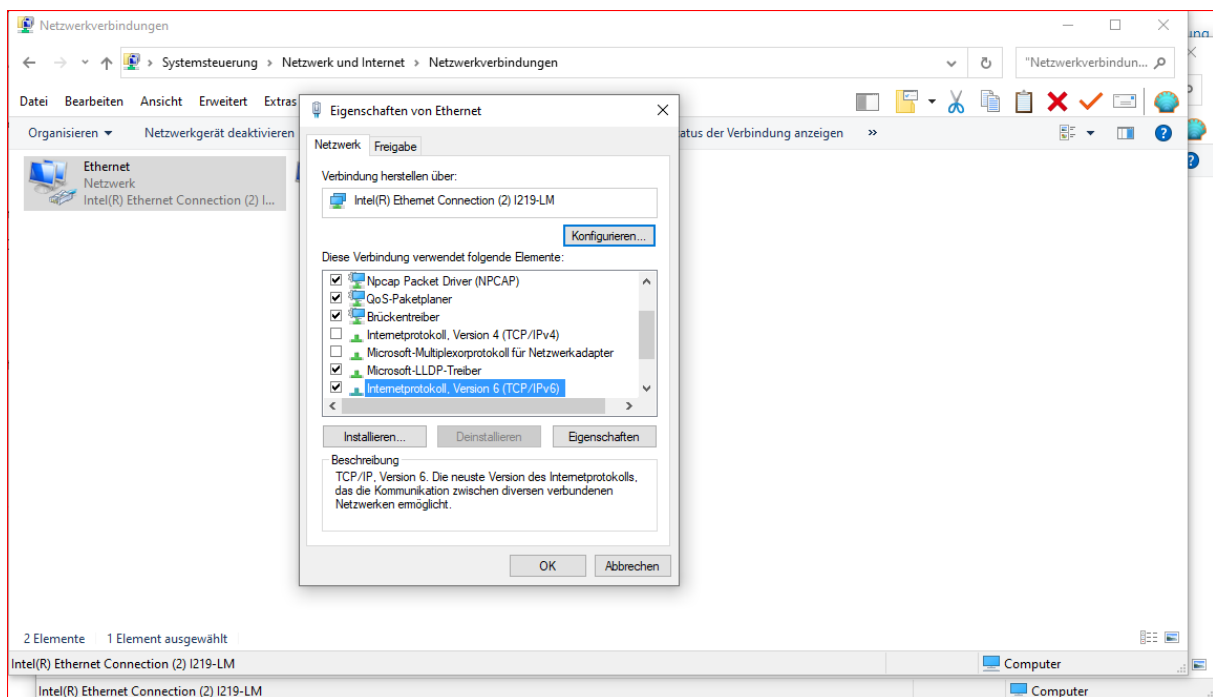 Netzwerkverbindungen
Systemsteuerung > Netzwerk und Internet > Netzwerkverbindungen
"Netzwerkverbindun...
Datei Bearbeiten Ansicht Erweitert Extras
Organisieren Netzwerkgerät deaktivieren
atus der Verbindung anzeigen »
Ethernet
Netzwerk
Intel(R) Ethernet Connection (2) I...
Eigenschaften von Ethernet
Netzwerk Freigabe
Verbindung herstellen über:
Intel(R) Ethernet Connection (2) I219-LM
Konfigurieren...
Diese Verbindung verwendet folgende Elemente:
Npcap Packet Driver (NPCAP)
QoS-Paketplaner
Brückentreiber
Internetprotokoll, Version 4 (TCP/IPv4)
Microsoft-Multiplexorprotokoll für Netzwerkadapter
Microsoft-LLDP-Treiber
Internetprotokoll, Version 6 (TCP/IPv6)
Installieren... Deinstallieren Eigenschaften
Beschreibung
TCP/IP, Version 6. Die neuste Version des Internetprotokolls,
das die Kommunikation zwischen diversen verbundenen
Netzwerken ermöglicht.
OK Abbrechen
2 Elemente 1 Element ausgewählt
Intel(R) Ethernet Connection (2) I219-LM Computer
Intel(R) Ethernet Connection (2) I219-LM Computer